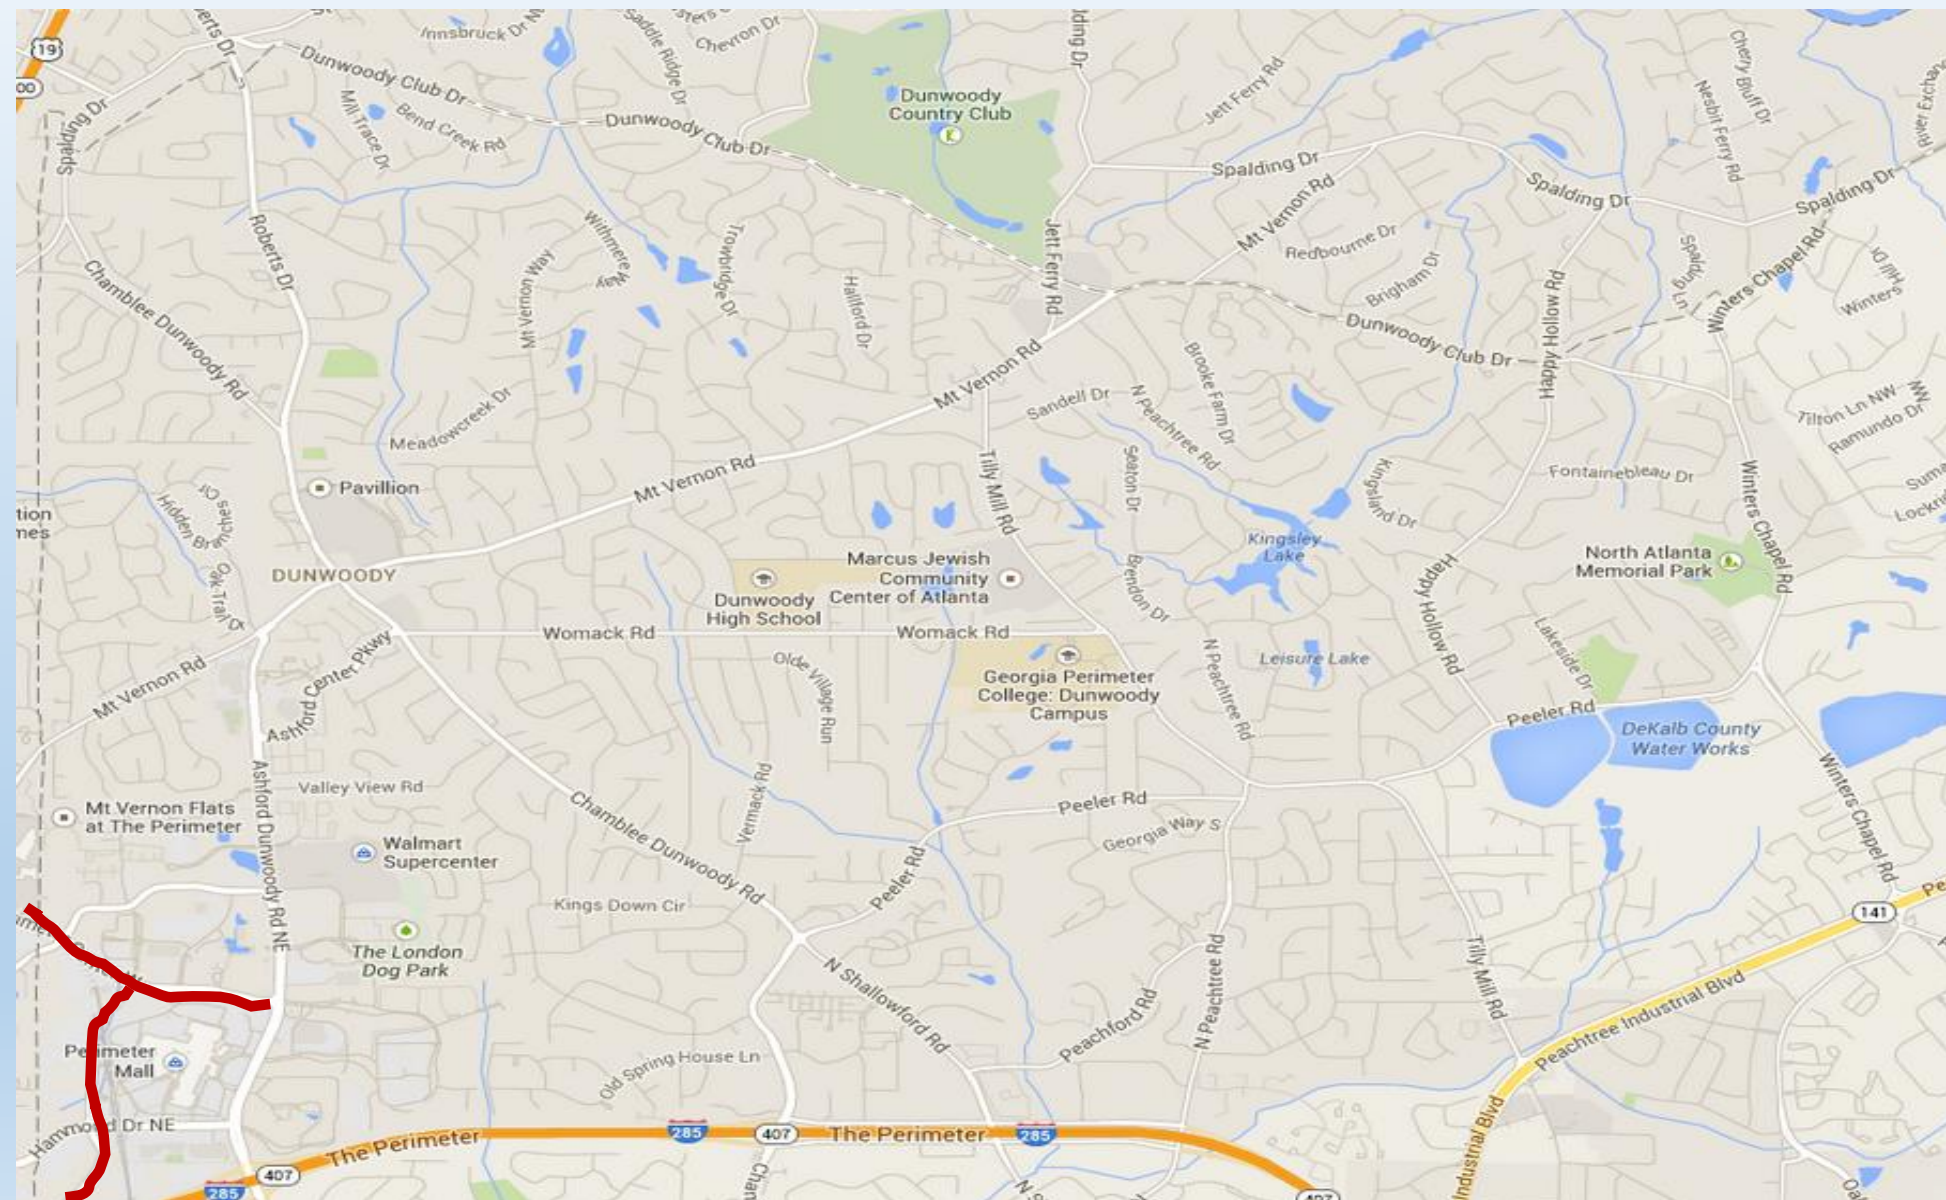 19
Roberts Dr
Innsbruck Dr
Saddle Ridge Dr
Chevron Dr
Dunwoody Club Dr
Mill Trace Dr
Bend Creek Rd
Spalding Dr
Dunwoody Club Dr
Dunwoody
Country Club
Jett Ferry Rd
Spalding Dr
Cherry Bluff Dr
Nesbit Ferry Rd
Spalding Dr
Spalding Dr
Mt Vernon Rd
Redbourne Dr
Brigham Dr
Spalding Ln
Winters Chapel Rd
Roberts Dr
Withmere Way
Trowbridge Dr
Mt Vernon Way
Hallford Dr
Jett Ferry Rd
Chamblee Dunwoody Rd
Dunwoody Club Dr
Happy Hollow Rd
Mt Vernon Rd
Brooke Farm Dr
Sandell Dr
N Peachtree Rd
Meadowcreek Dr
Tilton Ln NW
Ramundo Dr
Pavillion
Mt Vernon Rd
Tilly Mill Rd
Seaton Dr
Kingsland Dr
Fontainebleau Dr
Winters Chapel Rd
Hidden Branches Cir
Oak Trail Ct
DUNWOODY
Dunwoody
High School
Marcus Jewish
Community
Center of Atlanta
Brendon Dr
Kingsley
Lake
Happy Hollow Rd
North Atlanta
Memorial Park
Womack Rd
Womack Rd
Mt Vernon Rd
Ashford Center Pkwy
Olde Village Run
Georgia Perimeter
College: Dunwoody
Campus
N Peachtree Rd
Leisure Lake
Lakeside Dr
Peeler Rd
DeKalb County
Water Works
Winters Chapel Rd
Valley View Rd
Ashford Dunwoody Rd NE
Mt Vernon Flats
at The Perimeter
Walmart
Supercenter
Chamblee Dunwoody Rd
Vermack Rd
Peeler Rd
Georgia Way S
Peeler Rd
Kings Down Cir
The London
Dog Park
N Shallowford Rd
Peachford Rd
N Peachtree Rd
Tilly Mill Rd
141
Peachtree Industrial Blvd
Perimeter
Mall
Old Spring House Ln
Hammond Dr NE
The Perimeter
285
407
The Perimeter
285
407
285
Industrial Blvd